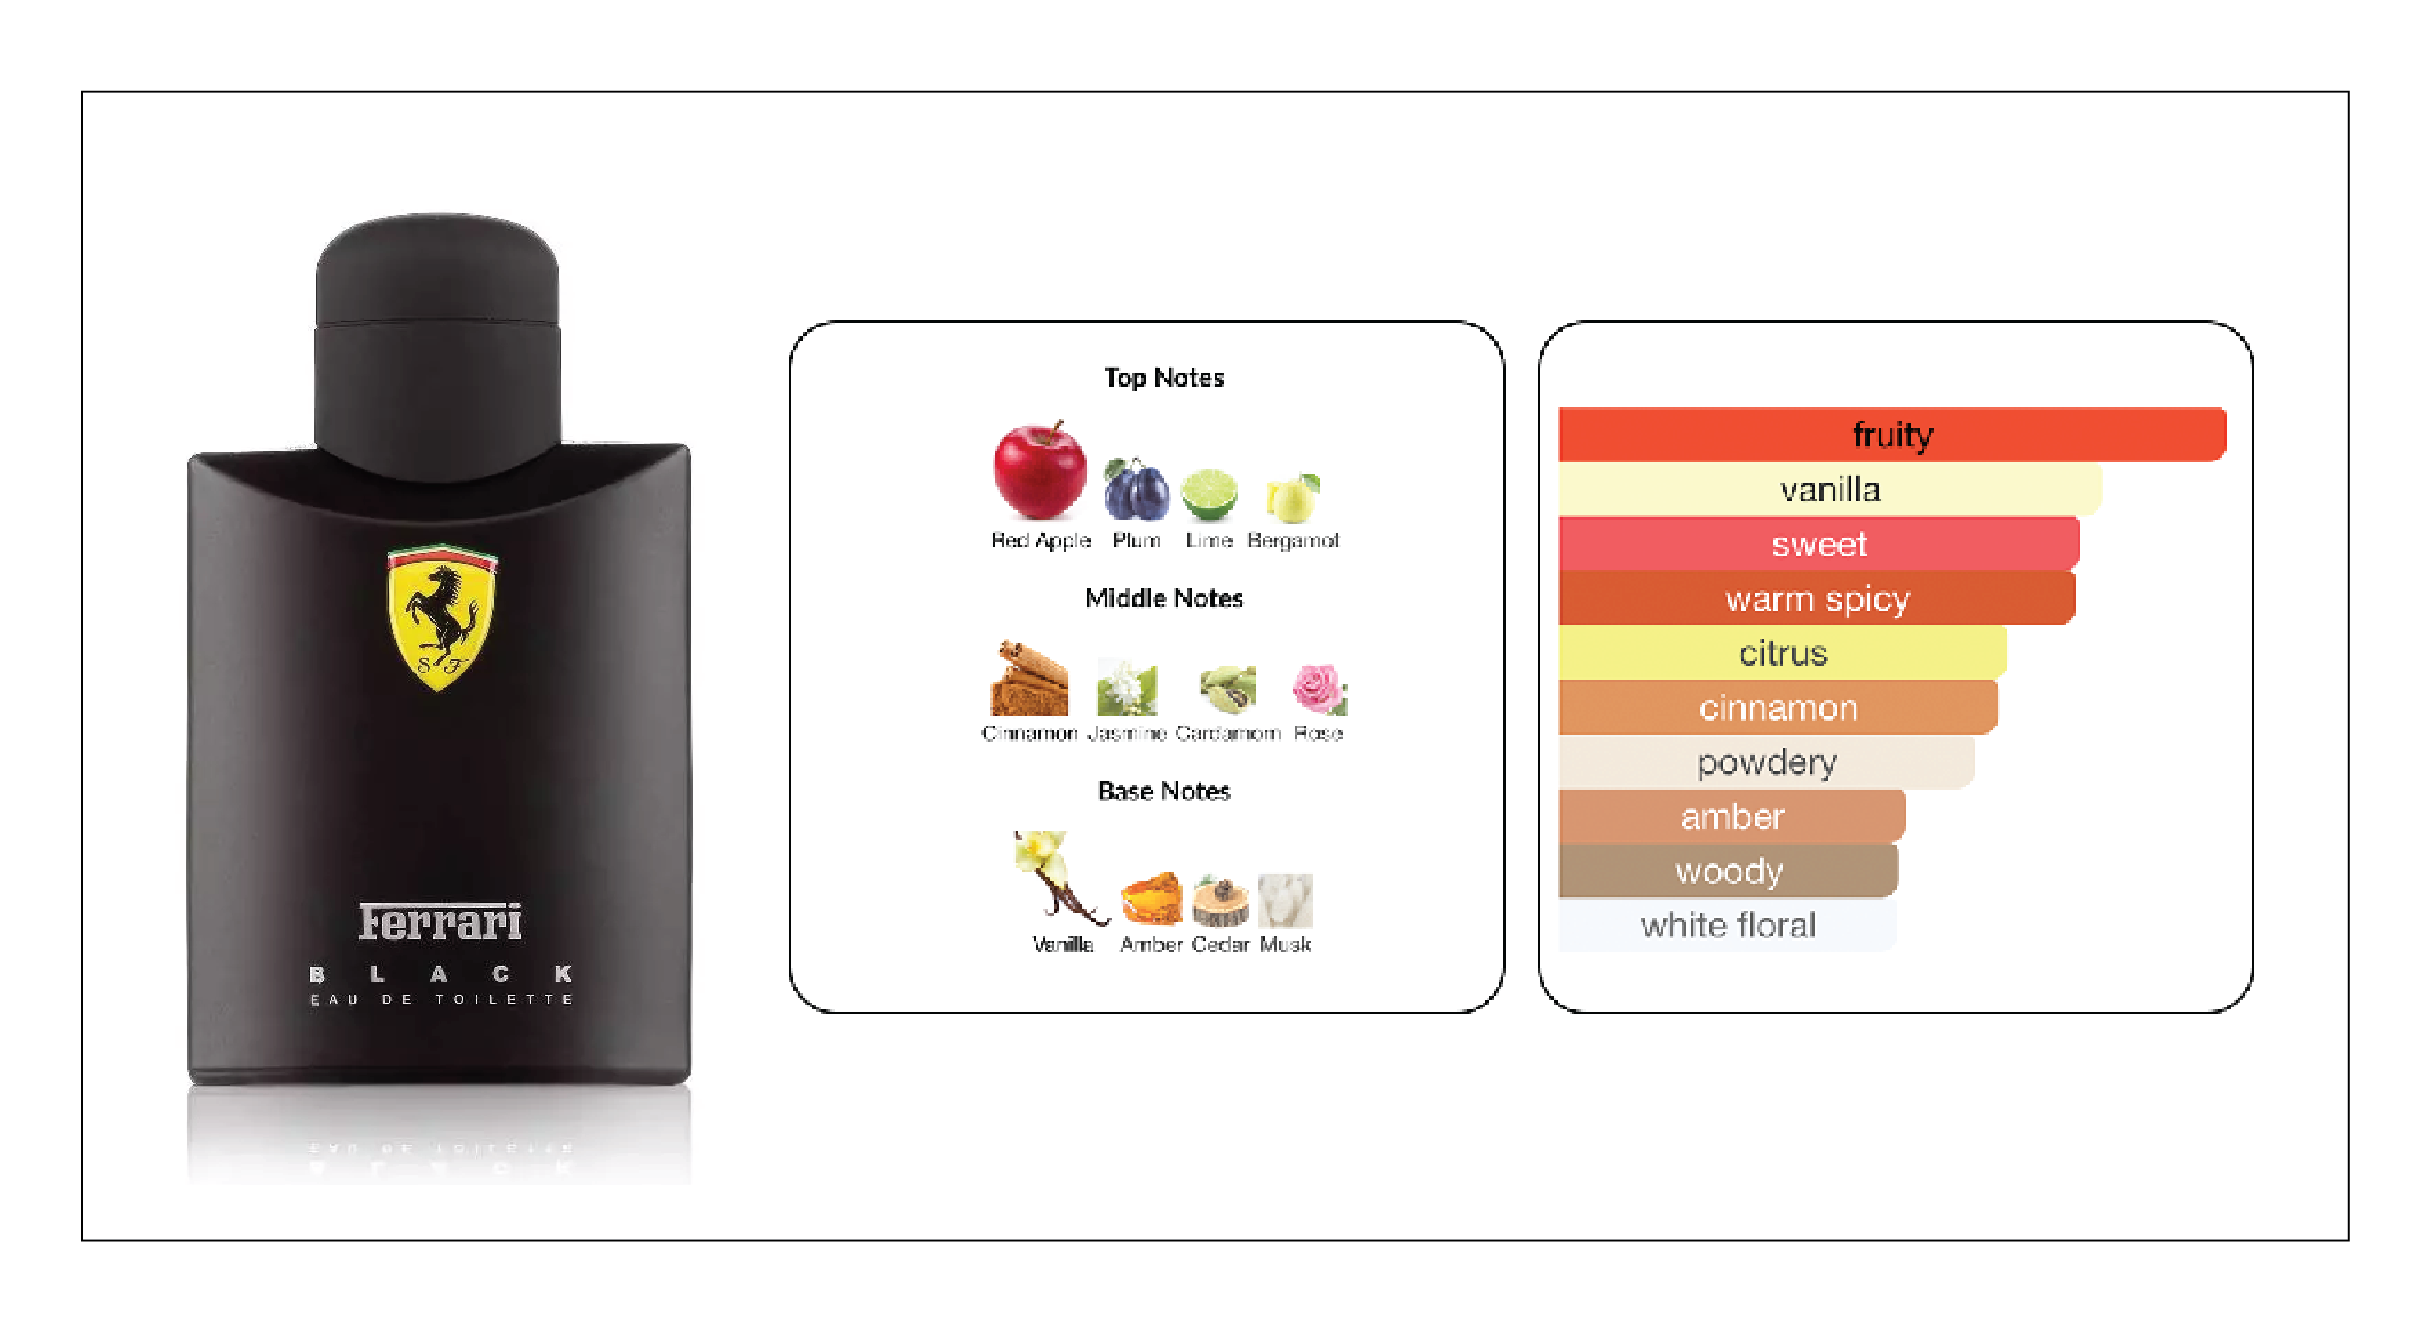 S F
Ferrari
BLACK
EAU DE TOILETTE
Top Notes
Red Apple Plum Lime Bergamot
Middle Notes
Cinnamon Jasmine Cardamom Rose
Base Notes
Vanilla Amber Cedar Musk
fruity
vanilla
sweet
warm spicy
citrus
cinnamon
powdery
amber
woody
white floral